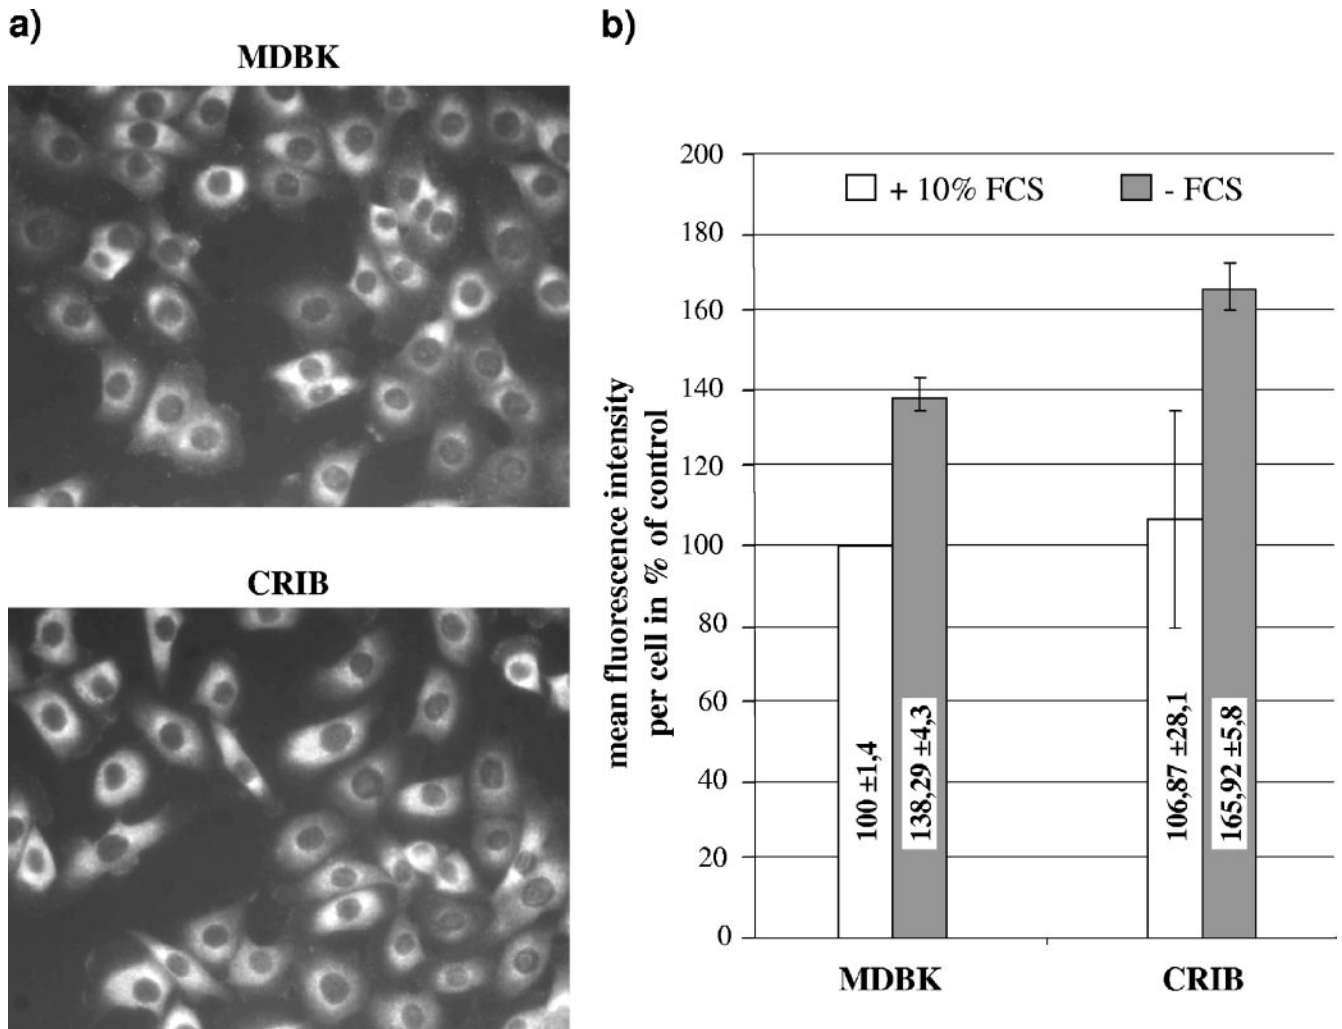 a)
MDBK
CRIB
b)
mean fluorescence intensity
per cell in % of control
200
180
160
140
120
100
80
60
40
20
0
+ 10% FCS
- FCS
100 ±1,4
138,29 ±4,3
106,87 ±28,1
165,92 ±5,8
MDBK
CRIB